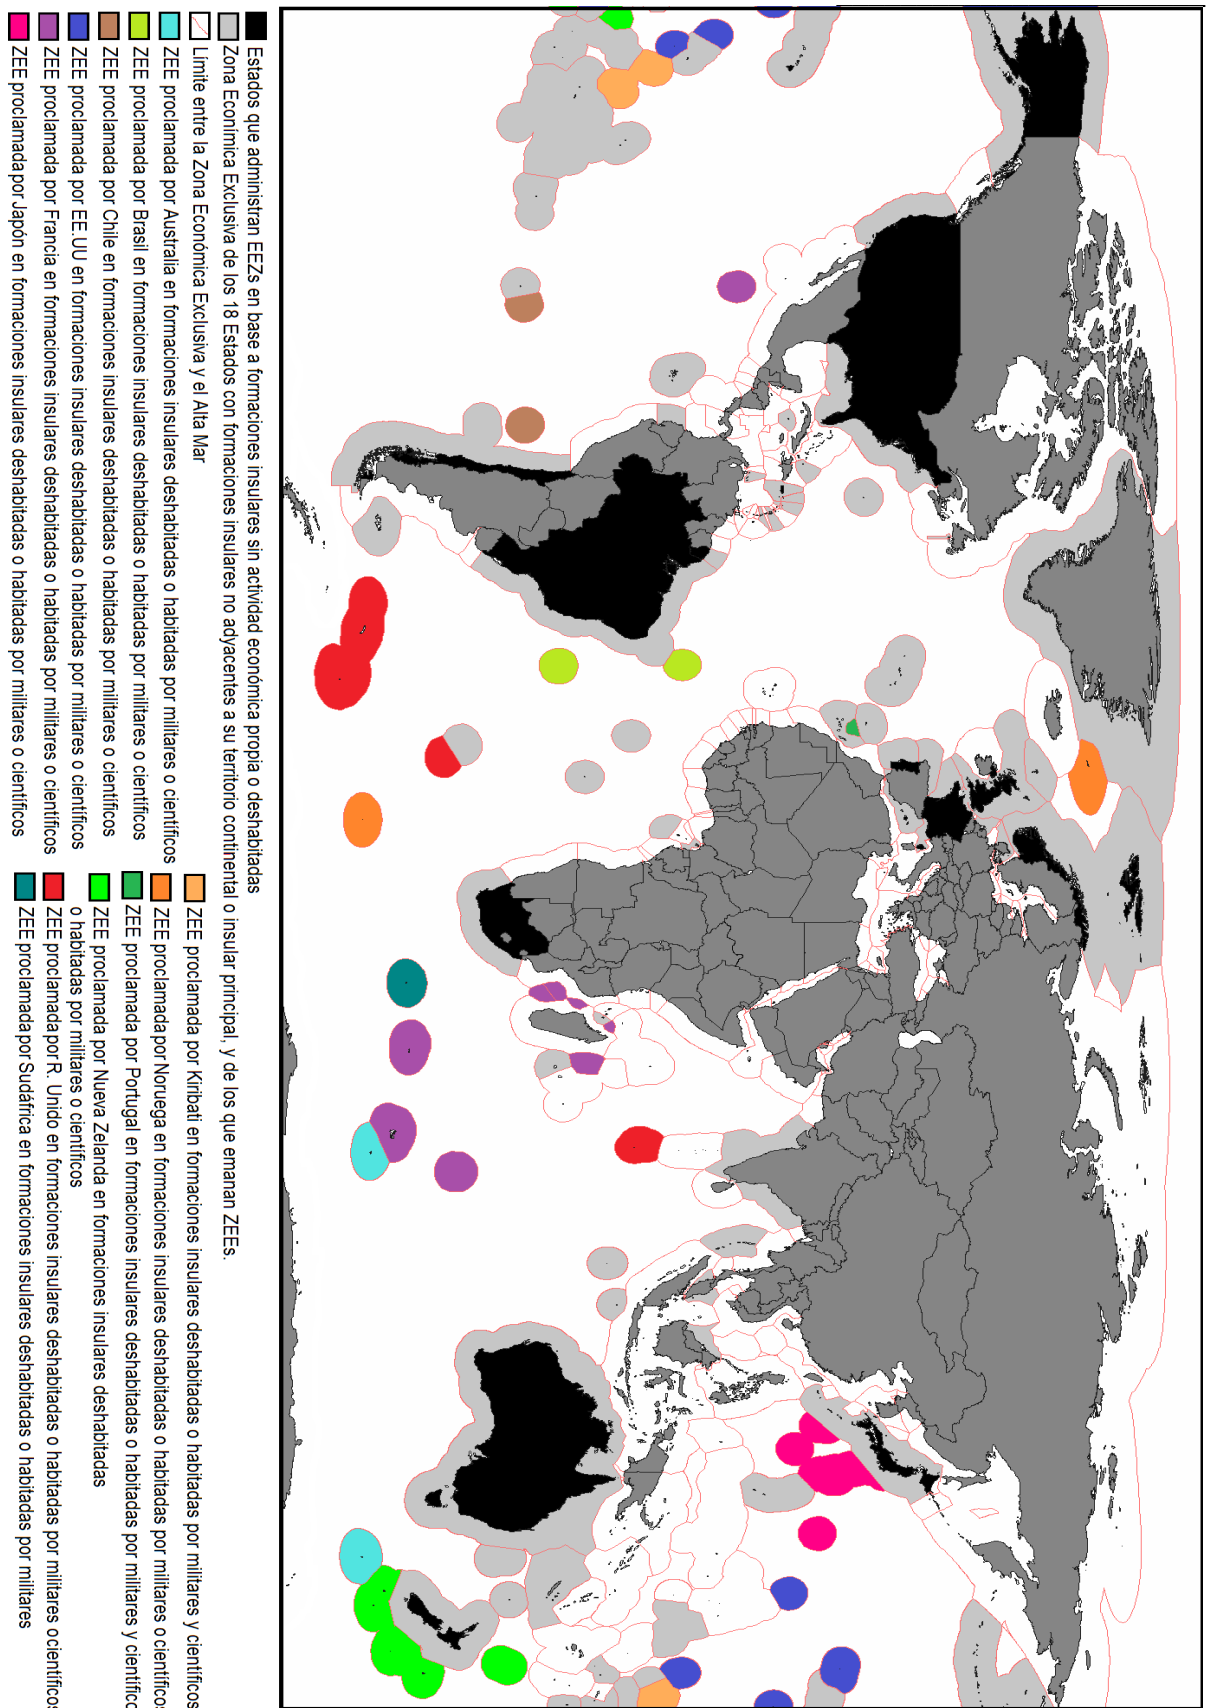 Estados que administran EEZs en base a formaciones insulares sin actividad económica propia o deshabitadas
Zona Econímica Exclusiva de los 18 Estados con formaciones insulares no adyacentes a su territorio continental o insular principal, y de los que emanan ZEEs.
Límite entre la Zona Económica Exclusiva y el Alta Mar
ZEE proclamada por Australia en formaciones insulares deshabitadas o habitadas por militares o científicos
ZEE proclamada por Brasil en formaciones insulares deshabitadas o habitadas por militares o científicos
ZEE proclamada por Chile en formaciones insulares deshabitadas o habitadas por militares o científicos
ZEE proclamada por EE.UU en formaciones insulares deshabitadas o habitadas por militares o científicos
ZEE proclamada por Francia en formaciones insulares deshabitadas o habitadas por militares o científicos
ZEE proclamada por Japón en formaciones insulares deshabitadas o habitadas por militares o científicos
ZEE proclamada por Kiribati en formaciones insulares deshabitadas o habitadas por militares y científicos
ZEE proclamada por Noruega en formaciones insulares deshabitadas o habitadas por militares o científicos
ZEE proclamada por Portugal en formaciones insulares deshabitadas o habitadas por militares y científicc
ZEE proclamada por Nueva Zelanda en formaciones insulares deshabitadas
o habitadas por militares o científicos
ZEE proclamada por R. Unido en formaciones insulares deshabitadas o habitadas por militares ocientíficos
ZEE proclamada por Sudáfrica en formaciones insulares deshabitadas o habitadas por militares